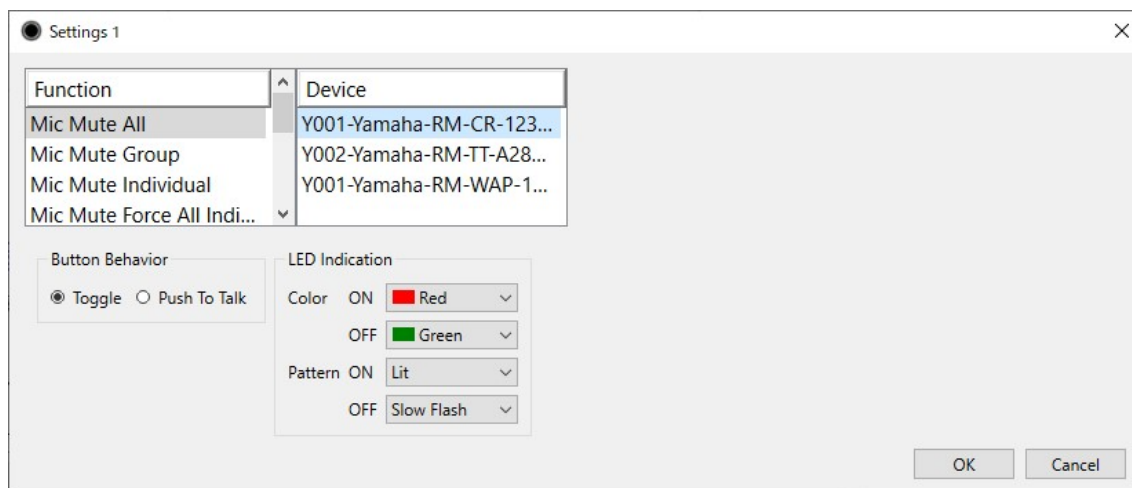 Settings 1
Function
Device
Mic Mute All
Y001-Yamaha-RM-CR-123...
Mic Mute Group
Y002-Yamaha-RM-TT-A28...
Mic Mute Individual
Y001-Yamaha-RM-WAP-1...
Mic Mute Force All Indi...
Button Behavior
Toggle Push To Talk
LED Indication
Color ON Red
OFF Green
Pattern ON Lit
OFF Slow Flash
OK Cancel